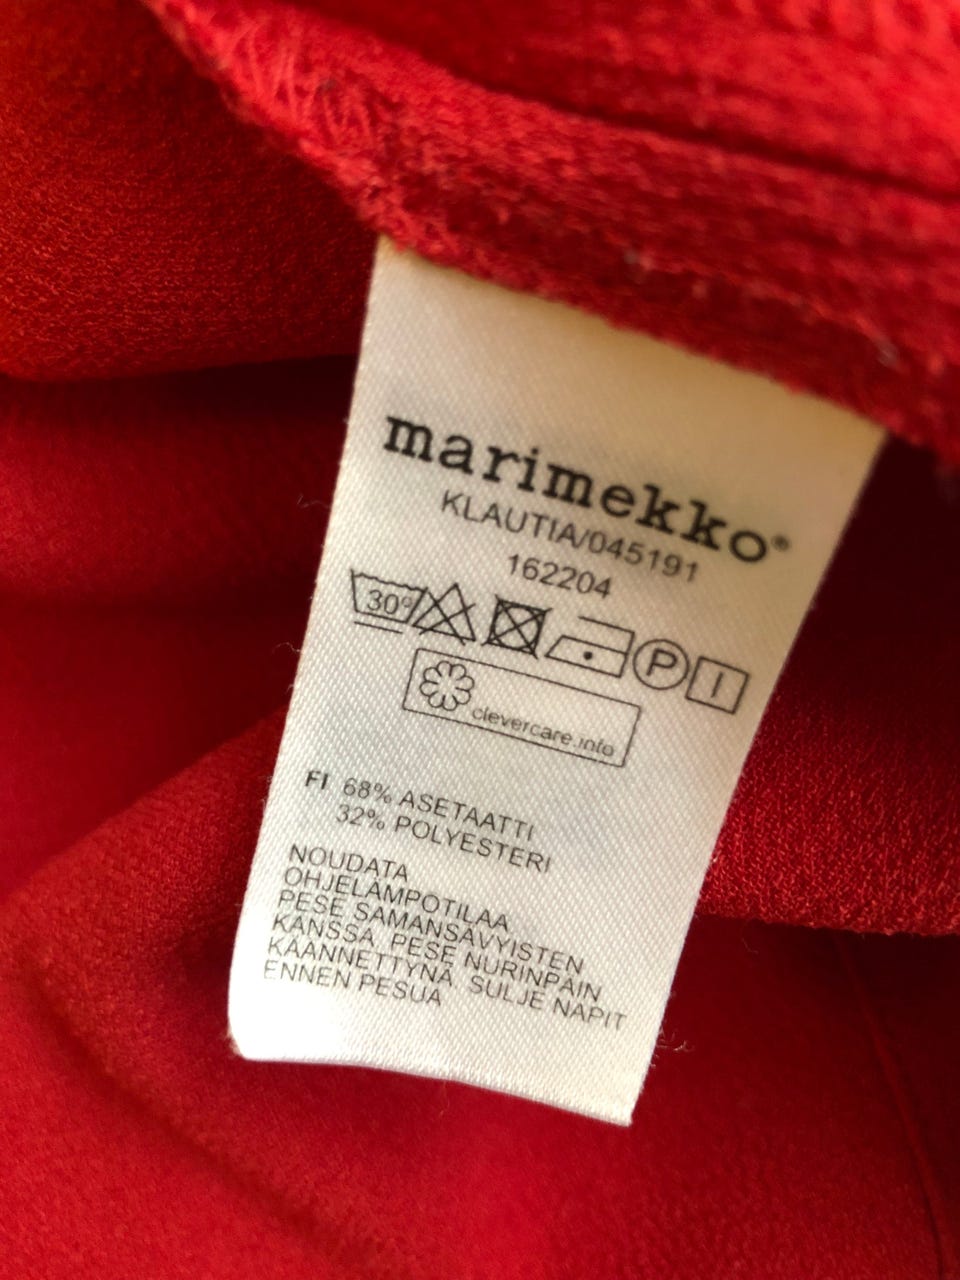 marimekko®
KLAUTIA/045191
162204
30° P I
clevercare.info
FI 68% ASETAATTI
32% POLYESTERI
NOUDATA
OHJELÄMPÖTILAA
PESE SAMANSÄVYISTEN
KANSSA, PESE NURINPÄIN
KÄÄNNETTYNÄ SULJE NAPIT
ENNEN PESUA